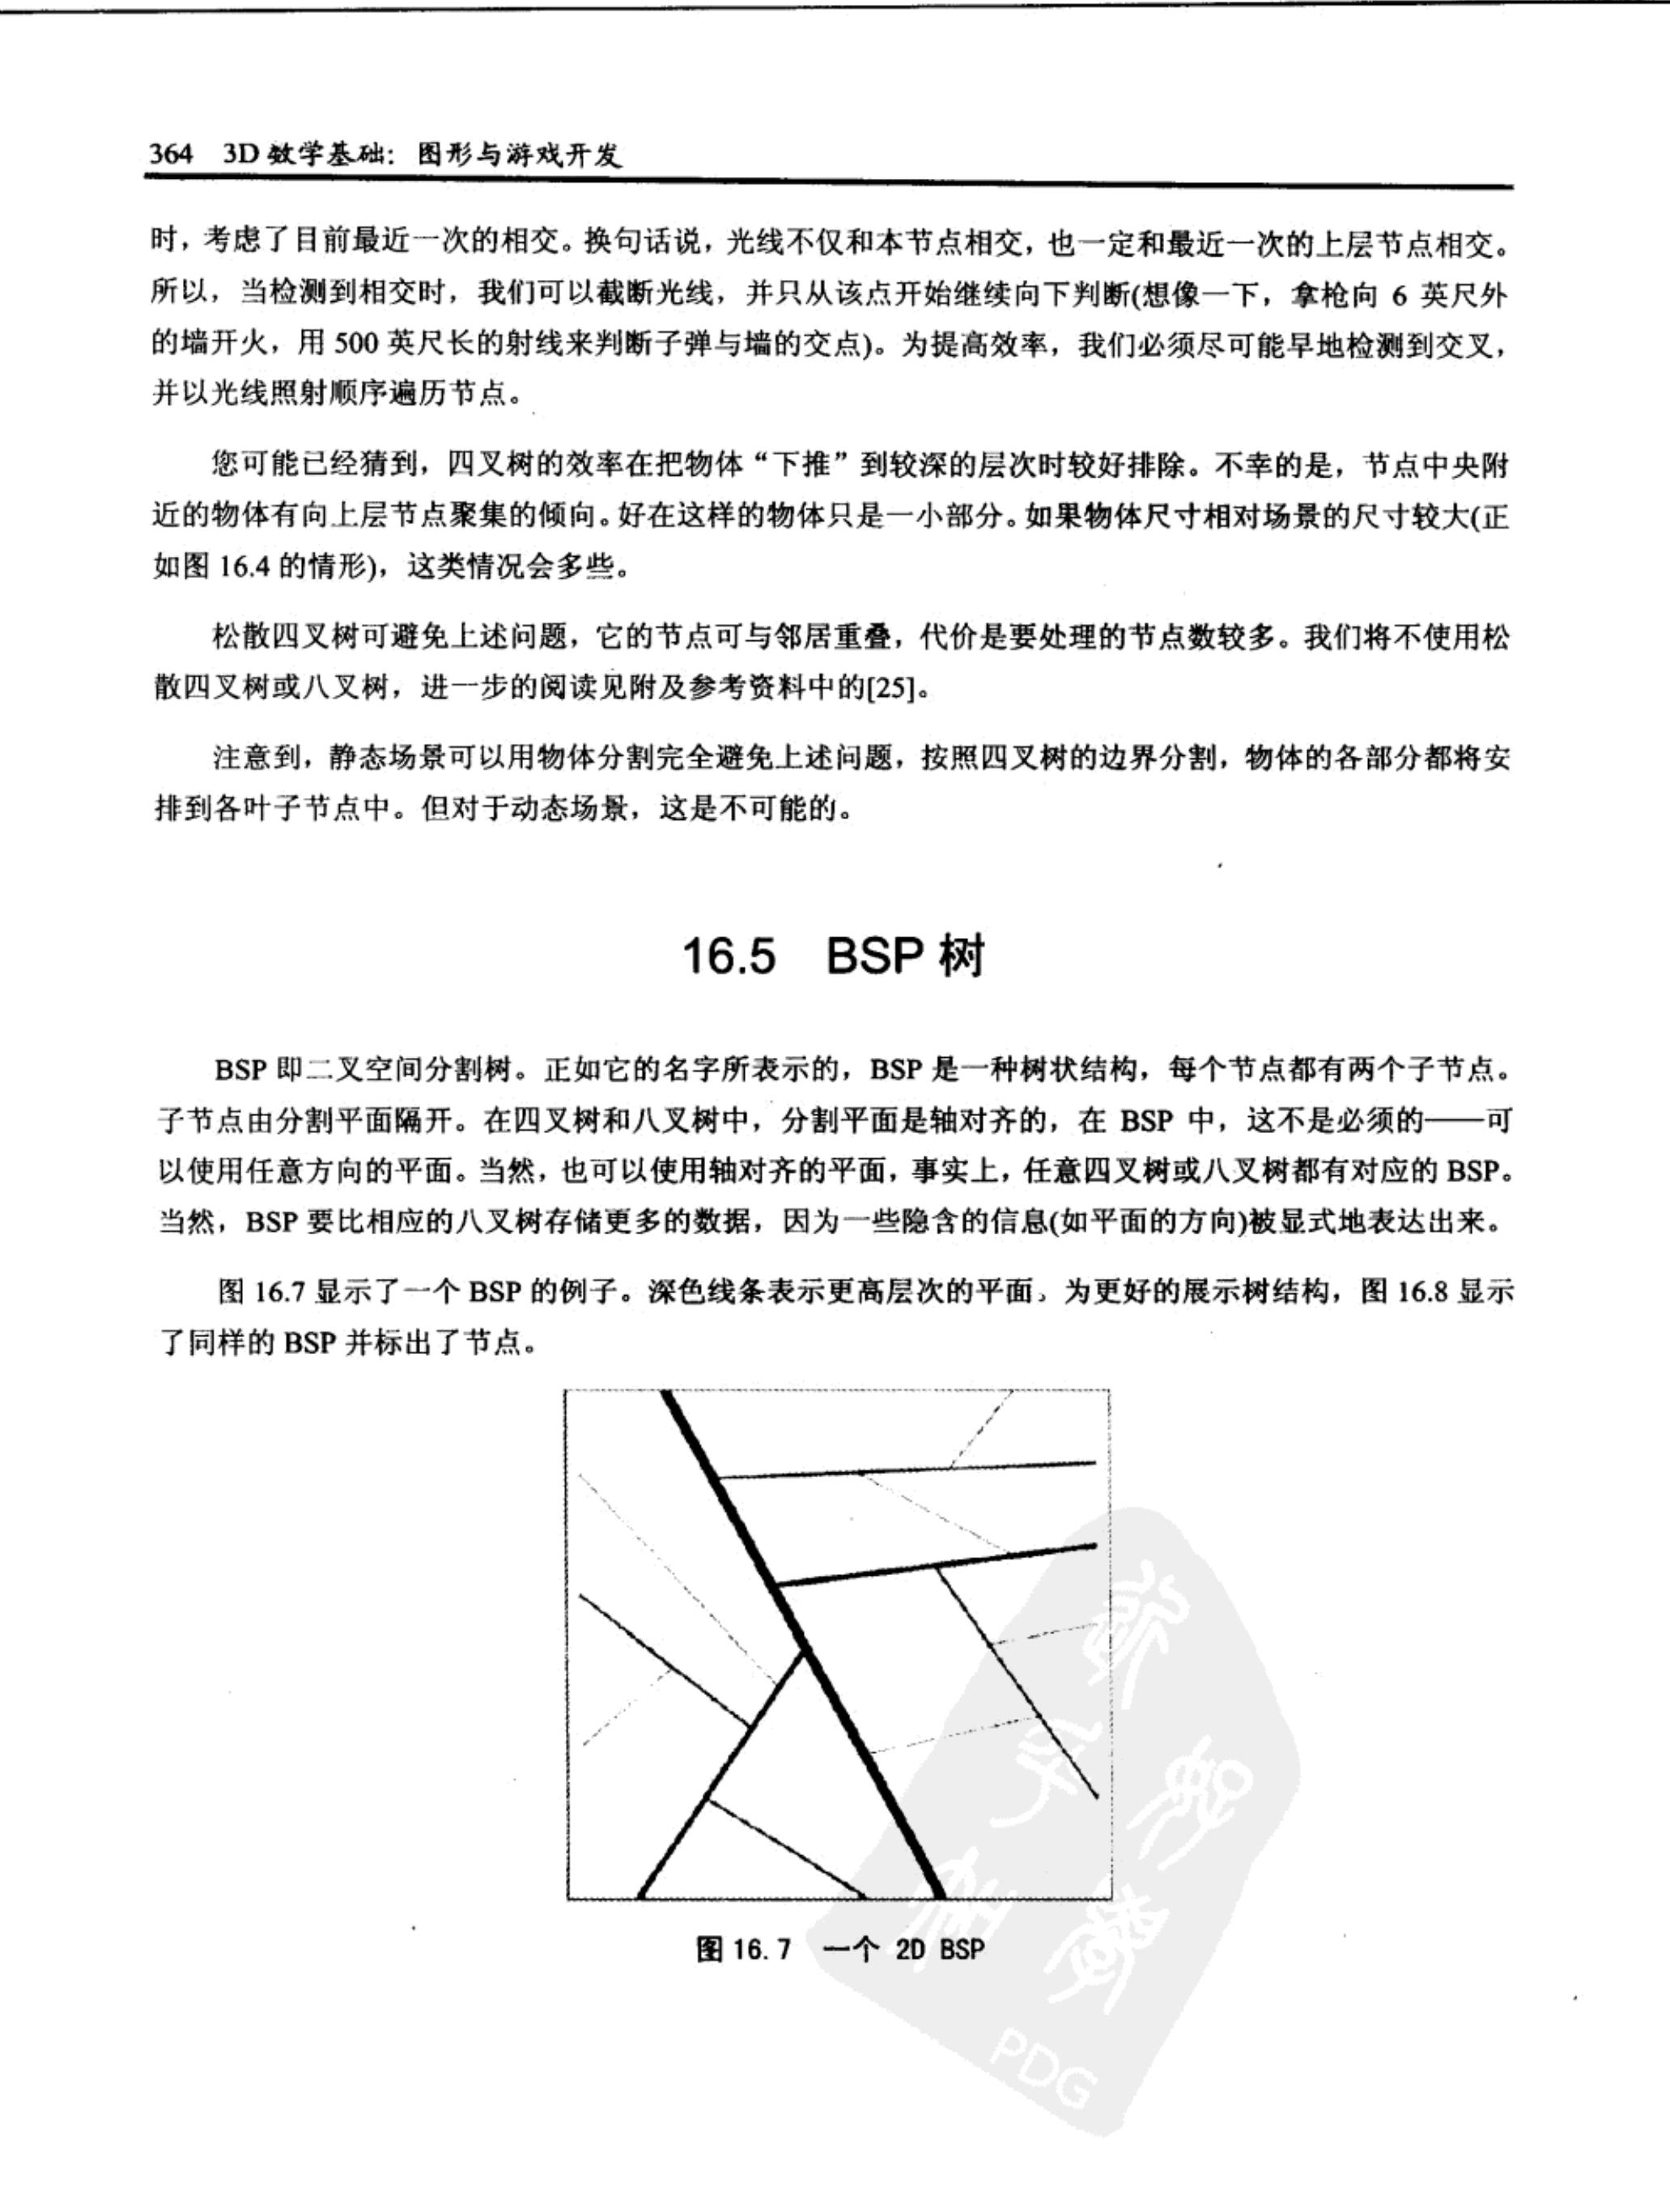 364 3D 数学基础：图形与游戏开发
时，考虑了目前最近一次的相交。换句话说，光线不仅和本节点相交，也一定和最近一次的上层节点相交。
所以，当检测到相交时，我们可以截断光线，并只从该点开始继续向下判断(想像一下，拿枪向 6 英尺外
的墙开火，用 500 英尺长的射线来判断子弹与墙的交点)。为提高效率，我们必须尽可能早地检测到交叉，
并以光线照射顺序遍历节点。
您可能已经猜到，四叉树的效率在把物体“下推”到较深的层次时较好排除。不幸的是，节点中央附
近的物体有向上层节点聚集的倾向。好在这样的物体只是一小部分。如果物体尺寸相对场景的尺寸较大(正
如图 16.4 的情形)，这类情况会多些。
松散四叉树可避免上述问题，它的节点可与邻居重叠，代价是要处理的节点数较多。我们将不使用松
散四叉树或八叉树，进一步的阅读见附及参考资料中的[25]。
注意到，静态场景可以用物体分割完全避免上述问题，按照四叉树的边界分割，物体的各部分都将安
排到各叶子节点中。但对于动态场景，这是不可能的。
16.5 BSP 树
BSP 即二叉空间分割树。正如它的名字所表示的，BSP 是一种树状结构，每个节点都有两个子节点。
子节点由分割平面隔开。在四叉树和八叉树中，分割平面是轴对齐的，在 BSP 中，这不是必须的——可
以使用任意方向的平面。当然，也可以使用轴对齐的平面，事实上，任意四叉树或八叉树都有对应的 BSP。
当然，BSP 要比相应的八叉树存储更多的数据，因为一些隐含的信息(如平面的方向)被显式地表达出来。
图 16.7 显示了一个 BSP 的例子。深色线条表示更高层次的平面。为更好的展示树结构，图 16.8 显示
了同样的 BSP 并标出了节点。
图 16.7 一个 2D BSP
PDG